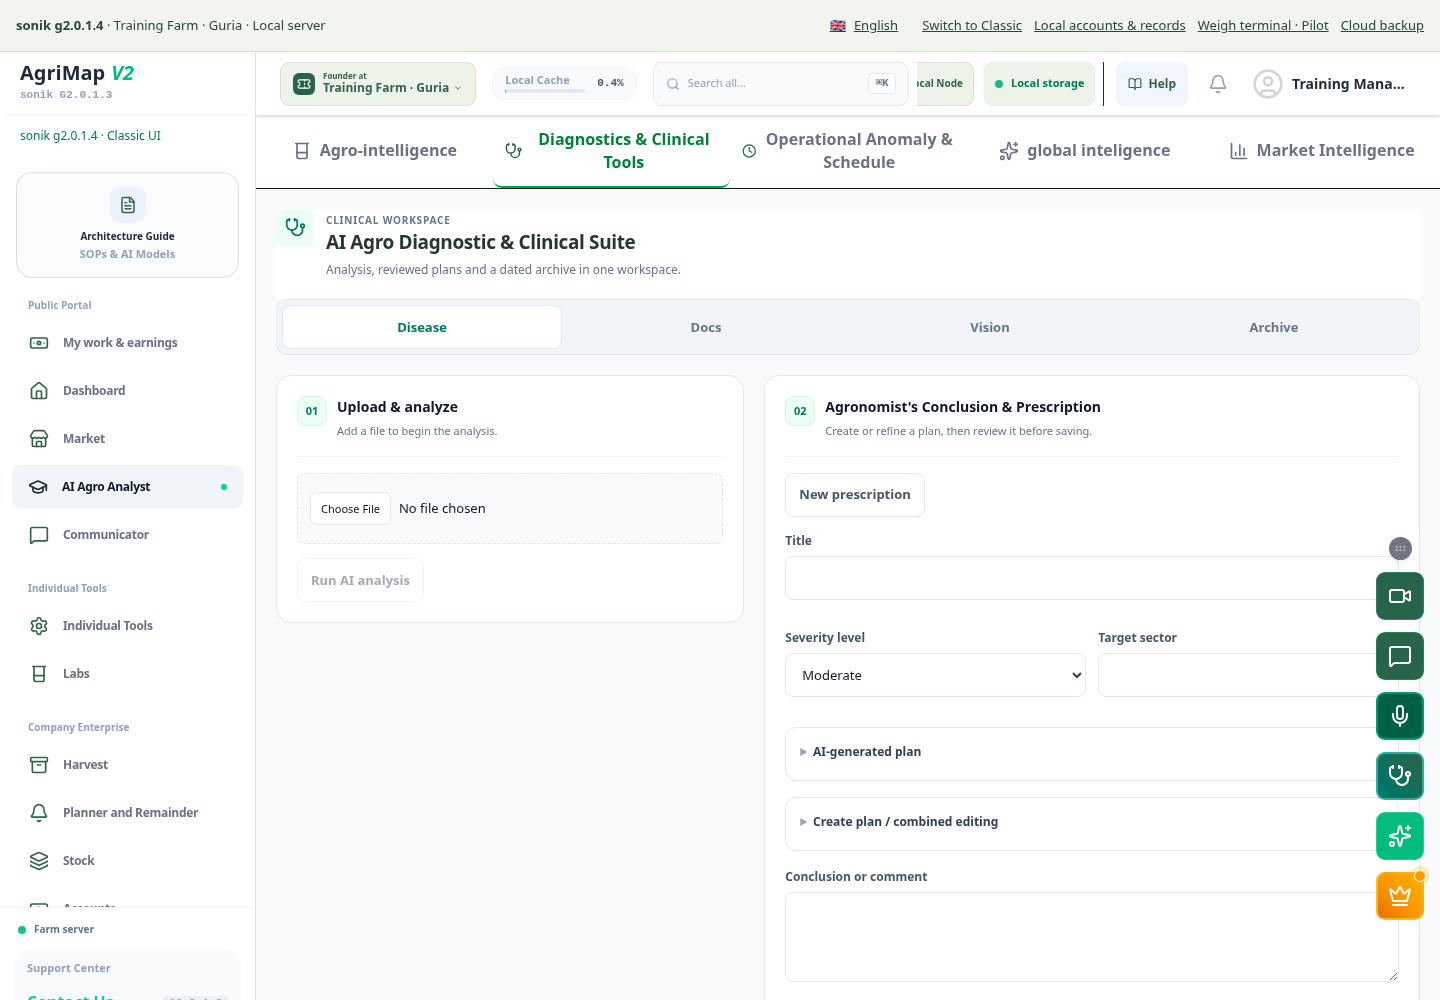 sonik g2.0.1.4 · Training Farm · Guria · Local server
English
Switch to Classic
Local accounts & records
Weigh terminal · Pilot
Cloud backup
AgriMap V2
sonik G2.0.1.3
sonik g2.0.1.4 · Classic UI
Architecture Guide
SOPs & AI Models
Public Portal
My work & earnings
Dashboard
Market
AI Agro Analyst
Communicator
Individual Tools
Individual Tools
Labs
Company Enterprise
Harvest
Planner and Remainder
Stock
Farm server
Support Center
Founder at
Training Farm · Guria
Local Cache
0.4%
Search all...
⌘K
ocal Node
Local storage
Help
Training Mana...
Agro-intelligence
Diagnostics & Clinical
Tools
Operational Anomaly &
Schedule
global inteligence
Market Intelligence
CLINICAL WORKSPACE
AI Agro Diagnostic & Clinical Suite
Analysis, reviewed plans and a dated archive in one workspace.
Disease
Docs
Vision
Archive
01
Upload & analyze
Add a file to begin the analysis.
Choose File
No file chosen
Run AI analysis
02
Agronomist's Conclusion & Prescription
Create or refine a plan, then review it before saving.
New prescription
Title
Severity level
Target sector
Moderate
AI-generated plan
Create plan / combined editing
Conclusion or comment